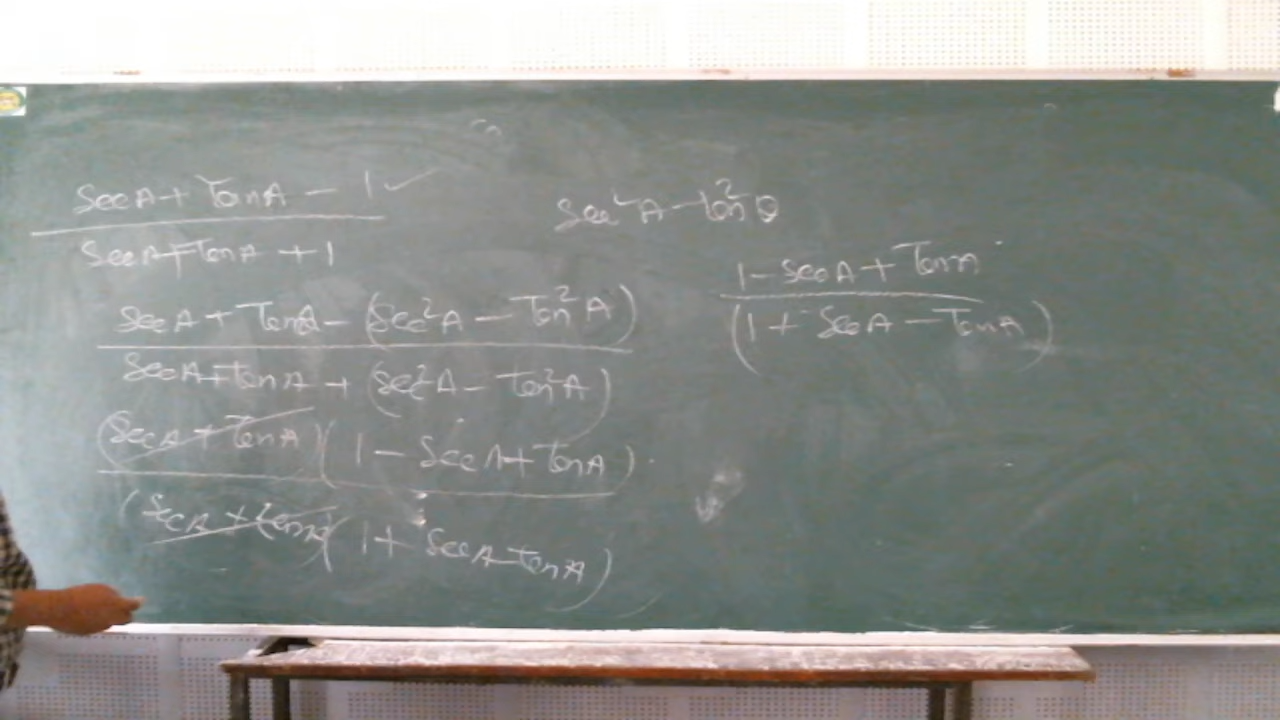 SecA + TanA - 1 ✓
SecA + TanA + 1
SecA + TanA - (Sec²A - Tan²A)
SecA + TanA + (Sec²A - Tan²A)
(SecA + TanA) (1 - SecA + TanA)
(SecA + TanA) (1 + SecA - TanA)
Sec²A - tan²θ
1 - SecA + TanA
(1 + SecA - TanA)